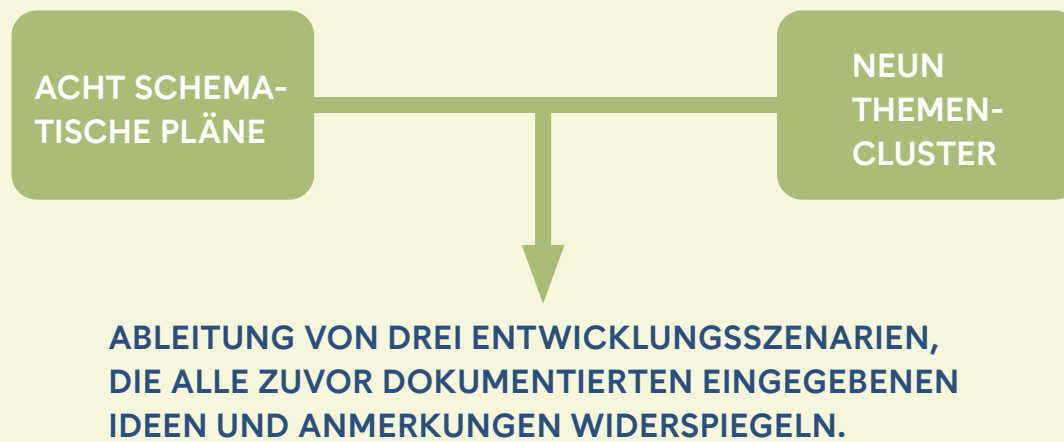 ACHT SCHEMA-
TISCHE PLÄNE
NEUN
THEMEN-
CLUSTER
ABLEITUNG VON DREI ENTWICKLUNGSSZENARIEN,
DIE ALLE ZUVOR DOKUMENTIERTEN EINGEGEBENEN
IDEEN UND ANMERKUNGEN WIDERSPIEGELN.